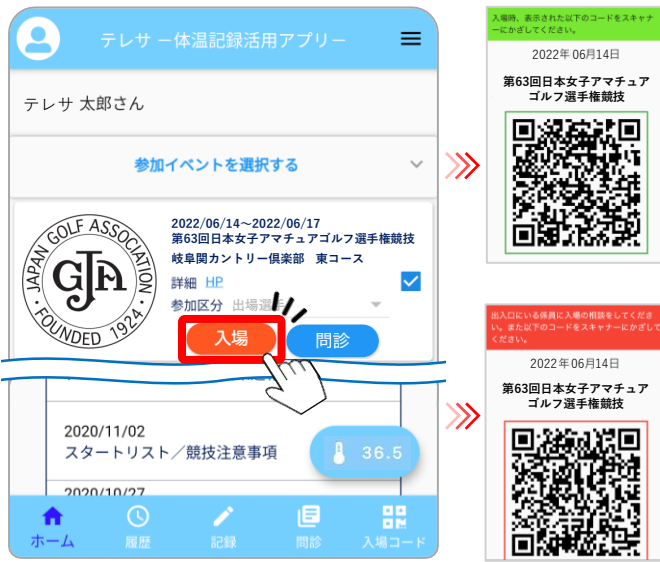 テレサ －体温記録活用アプリ－
テレサ 太郎さん
参加イベントを選択する
JAPAN GOLF ASSOCIATION
GJA
・FOUNDED 1924・
2022/06/14～2022/06/17
第63回日本女子アマチュアゴルフ選手権競技
岐阜関カントリー倶楽部　東コース
詳細 HP
参加区分 出場選手
入場
問診
2020/11/02
スタートリスト／競技注意事項
36.5
2020/10/27
ホーム
履歴
記録
問診
入場コード
入場時、表示された以下のコードをスキャナ
ーにかざしてください。
2022年06月14日
第63回日本女子アマチュア
ゴルフ選手権競技
出入口にいる係員に入場の相談をしてくださ
い。また以下のコードをスキャナーにかざして
ください。
2022年06月14日
第63回日本女子アマチュア
ゴルフ選手権競技